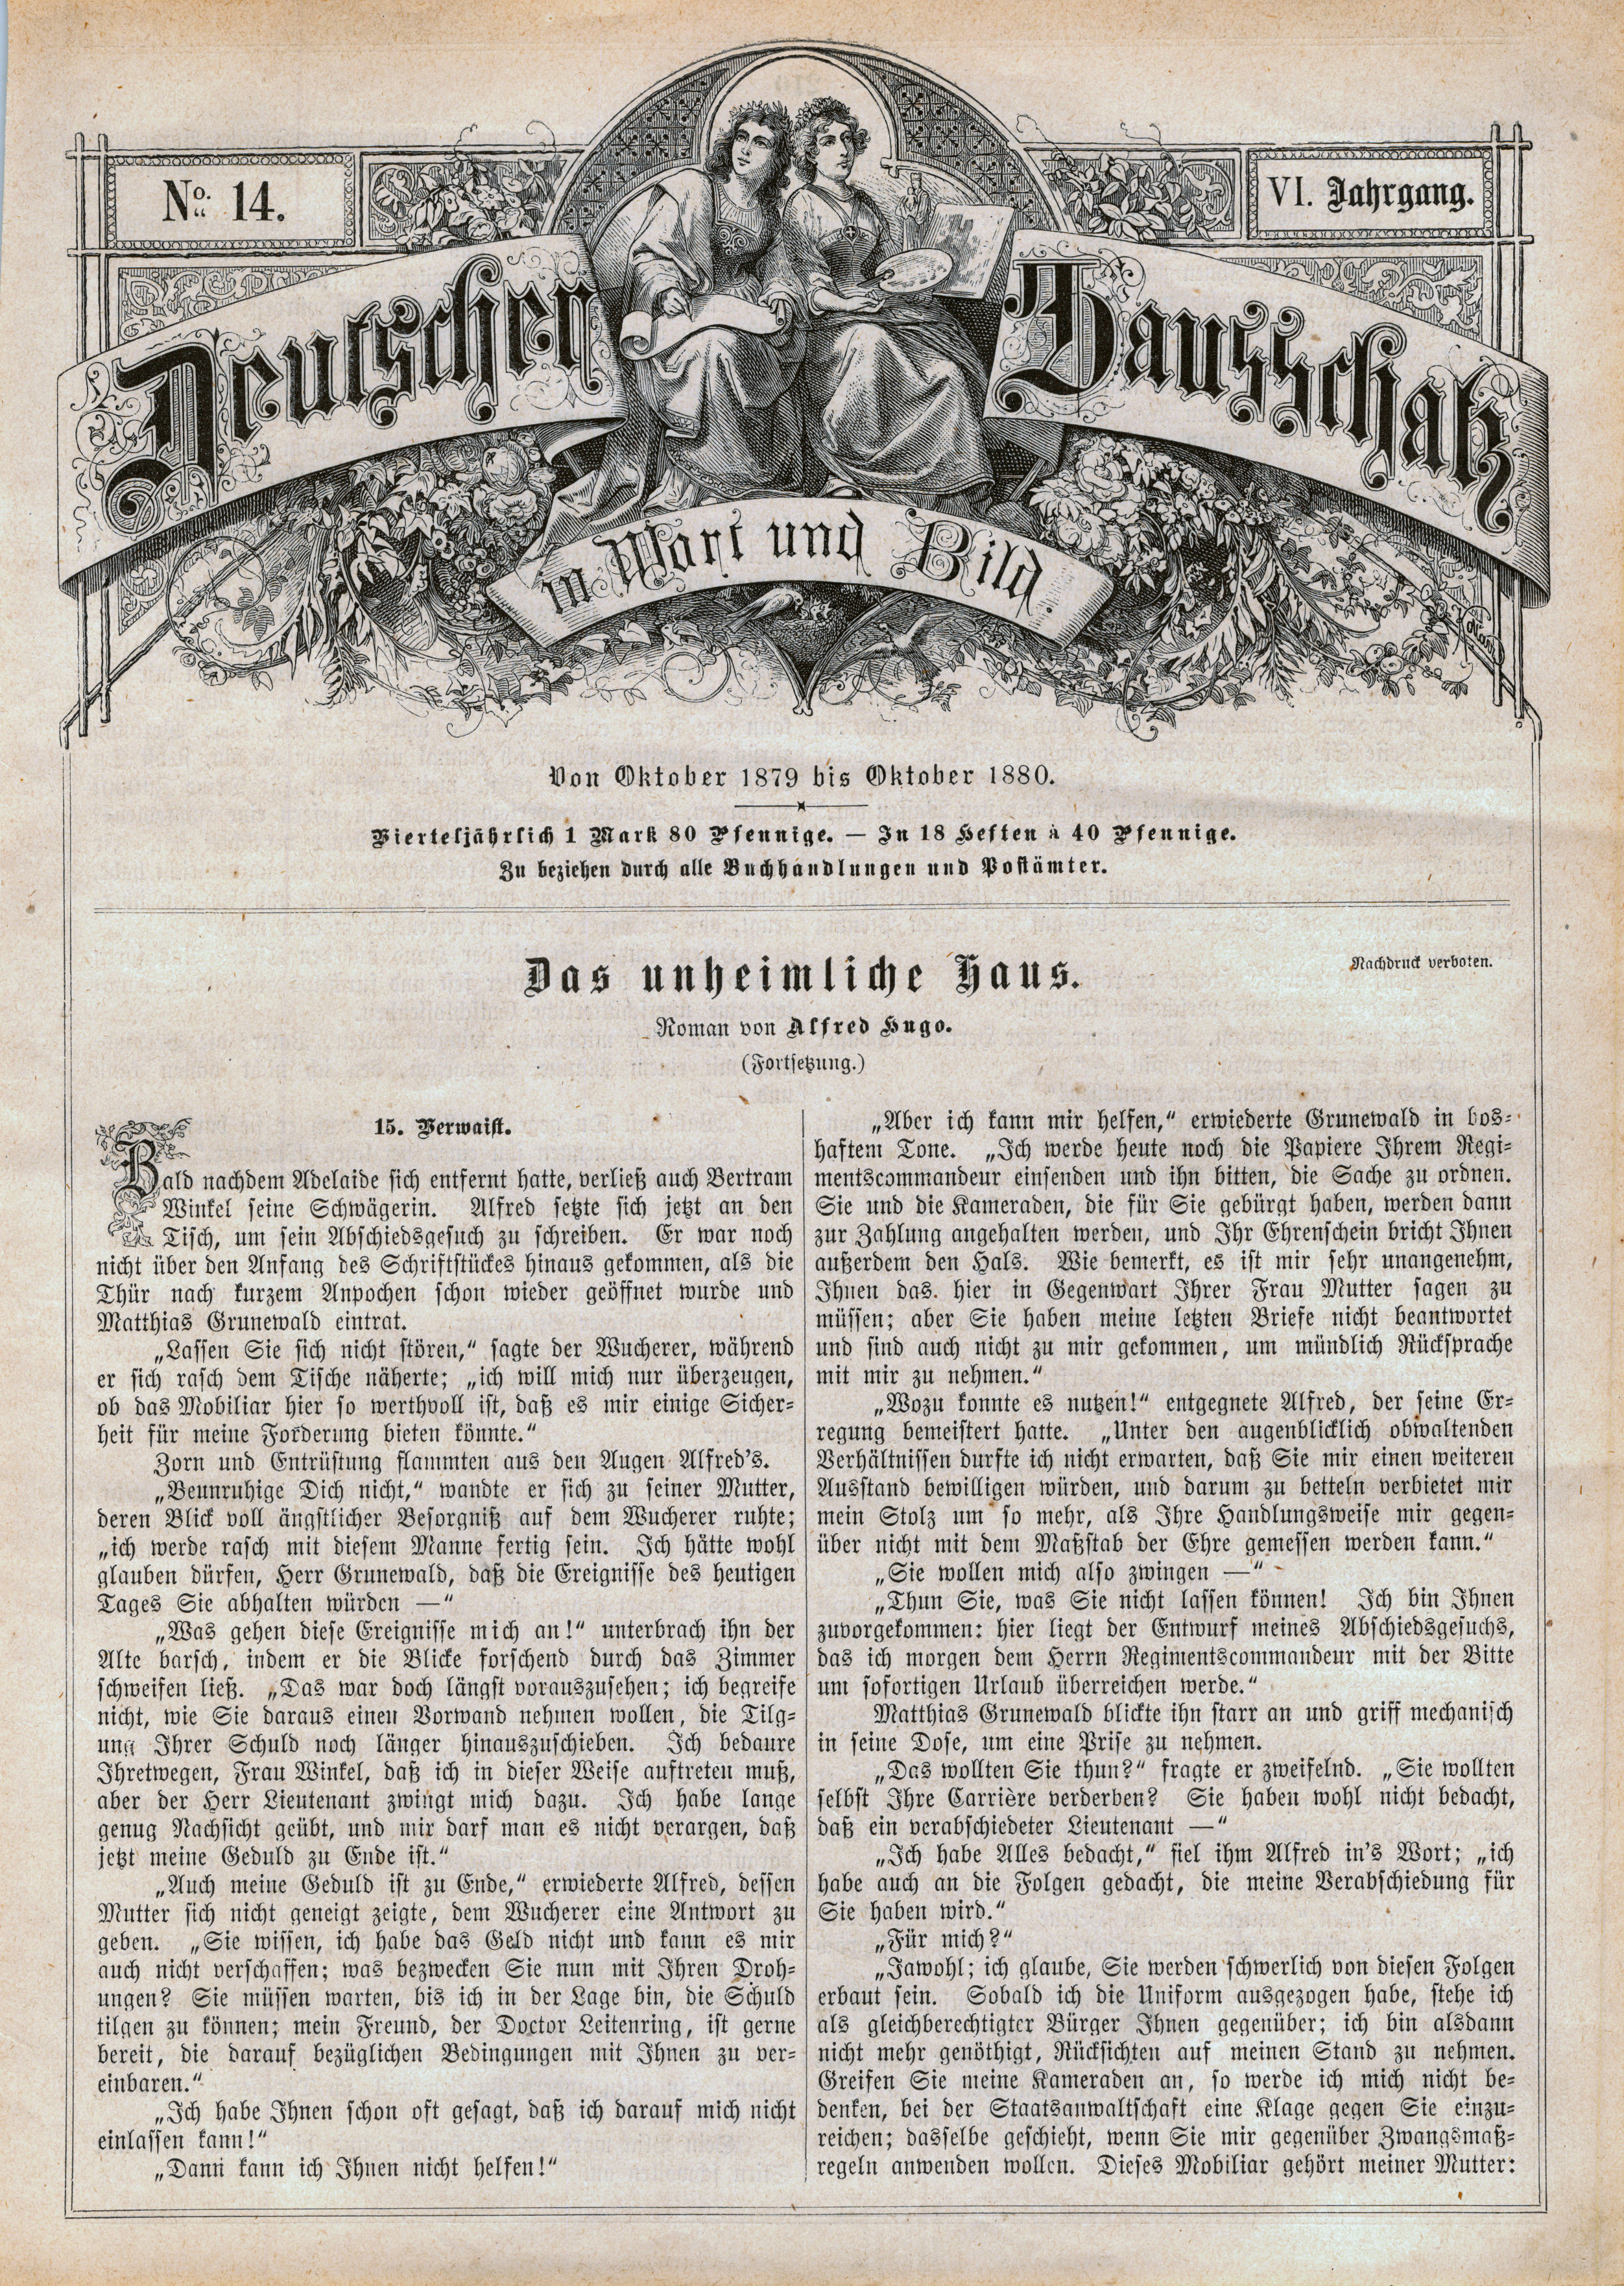 No. 14.
VI. Jahrgang.
Deutscher Hausschatz
in Wort und Bild.
Von Oktober 1879 bis Oktober 1880.
Vierteljährlich 1 Mark 80 Pfennige. — In 18 Heften à 40 Pfennige.
Zu beziehen durch alle Buchhandlungen und Postämter.
Das unheimliche Haus.
Nachdruck verboten.
Roman von Alfred Hugo.
(Fortsetzung.)
15. Verwaist.
Bald nachdem Adelaide sich entfernt hatte, verließ auch Bertram
Winkel seine Schwägerin. Alfred setzte sich jetzt an den
Tisch, um sein Abschiedsgesuch zu schreiben. Er war noch
nicht über den Anfang des Schriftstückes hinaus gekommen, als die
Thür nach kurzem Anpochen schon wieder geöffnet wurde und
Matthias Grunewald eintrat.
„Lassen Sie sich nicht stören,“ sagte der Wucherer, während
er sich rasch dem Tische näherte; „ich will mich nur überzeugen,
ob das Mobiliar hier so werthvoll ist, daß es mir einige Sicher-
heit für meine Forderung bieten könnte.“
Zorn und Entrüstung flammten aus den Augen Alfred's.
„Beunruhige Dich nicht,“ wandte er sich zu seiner Mutter,
deren Blick voll ängstlicher Besorgniß auf dem Wucherer ruhte;
„ich werde rasch mit diesem Manne fertig sein. Ich hätte wohl
glauben dürfen, Herr Grunewald, daß die Ereignisse des heutigen
Tages Sie abhalten würden —“
„Was gehen diese Ereignisse mich an!“ unterbrach ihn der
Alte barsch, indem er die Blicke forschend durch das Zimmer
schweifen ließ. „Das war doch längst vorauszusehen; ich begreife
nicht, wie Sie daraus einen Vorwand nehmen wollen, die Tilg-
ung Ihrer Schuld noch länger hinauszuschieben. Ich bedaure
Ihretwegen, Frau Winkel, daß ich in dieser Weise auftreten muß,
aber der Herr Lieutenant zwingt mich dazu. Ich habe lange
genug Nachsicht geübt, und mir darf man es nicht verargen, daß
jetzt meine Geduld zu Ende ist.“
„Auch meine Geduld ist zu Ende,“ erwiederte Alfred, dessen
Mutter sich nicht geneigt zeigte, dem Wucherer eine Antwort zu
geben. „Sie wissen, ich habe das Geld nicht und kann es mir
auch nicht verschaffen; was bezwecken Sie nun mit Ihren Droh-
ungen? Sie müssen warten, bis ich in der Lage bin, die Schuld
tilgen zu können; mein Freund, der Doctor Leitenring, ist gerne
bereit, die darauf bezüglichen Bedingungen mit Ihnen zu ver-
einbaren.“
„Ich habe Ihnen schon oft gesagt, daß ich darauf mich nicht
einlassen kann!“
„Dann kann ich Ihnen nicht helfen!“
„Aber ich kann mir helfen,“ erwiederte Grunewald in bos-
haftem Tone. „Ich werde heute noch die Papiere Ihrem Regi-
mentscommandeur einsenden und ihn bitten, die Sache zu ordnen.
Sie und die Kameraden, die für Sie gebürgt haben, werden dann
zur Zahlung angehalten werden, und Ihr Ehrenschein bricht Ihnen
außerdem den Hals. Wie bemerkt, es ist mir sehr unangenehm,
Ihnen das. hier in Gegenwart Ihrer Frau Mutter sagen zu
müssen; aber Sie haben meine letzten Briefe nicht beantwortet
und sind auch nicht zu mir gekommen, um mündlich Rücksprache
mit mir zu nehmen.“
„Wozu konnte es nutzen!“ entgegnete Alfred, der seine Er-
regung bemeistert hatte. „Unter den augenblicklich obwaltenden
Verhältnissen durfte ich nicht erwarten, daß Sie mir einen weiteren
Ausstand bewilligen würden, und darum zu betteln verbietet mir
mein Stolz um so mehr, als Ihre Handlungsweise mir gegen-
über nicht mit dem Maßstab der Ehre gemessen werden kann.“
„Sie wollen mich also zwingen —“
„Thun Sie, was Sie nicht lassen können! Ich bin Ihnen
zuvorgekommen: hier liegt der Entwurf meines Abschiedsgesuchs,
das ich morgen dem Herrn Regimentscommandeur mit der Bitte
um sofortigen Urlaub überreichen werde.“
Matthias Grunewald blickte ihn starr an und griff mechanisch
in seine Dose, um eine Prise zu nehmen.
„Das wollten Sie thun?“ fragte er zweifelnd. „Sie wollten
selbst Ihre Carrière verderben? Sie haben wohl nicht bedacht,
daß ein verabschiedeter Lieutenant —“
„Ich habe Alles bedacht,“ fiel ihm Alfred in's Wort; „ich
habe auch an die Folgen gedacht, die meine Verabschiedung für
Sie haben wird.“
„Für mich?“
„Jawohl; ich glaube, Sie werden schwerlich von diesen Folgen
erbaut sein. Sobald ich die Uniform ausgezogen habe, stehe ich
als gleichberechtigter Bürger Ihnen gegenüber; ich bin alsdann
nicht mehr genöthigt, Rücksichten auf meinen Stand zu nehmen.
Greifen Sie meine Kameraden an, so werde ich mich nicht be-
denken, bei der Staatsanwaltschaft eine Klage gegen Sie einzu-
reichen; dasselbe geschieht, wenn Sie mir gegenüber Zwangsmaß-
regeln anwenden wollen. Dieses Mobiliar gehört meiner Mutter: